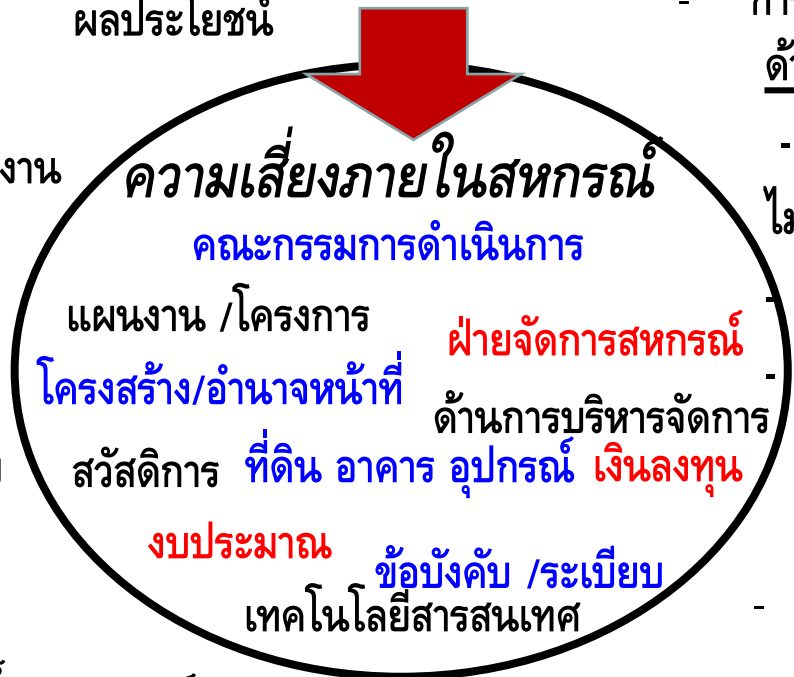 ผลประโยชน์
งาน
ความเสี่ยงภายในสหกรณ์
คณะกรรมการดำเนินการ
แผนงาน /โครงการ
ฝ่ายจัดการสหกรณ์
โครงสร้าง/อำนาจหน้าที่
ด้านการบริหารจัดการ
สวัสดิการ ที่ดิน อาคาร อุปกรณ์ เงินลงทุน
งบประมาณ
ข้อบังคับ /ระเบียบ
เทคโนโลยีสารสนเทศ